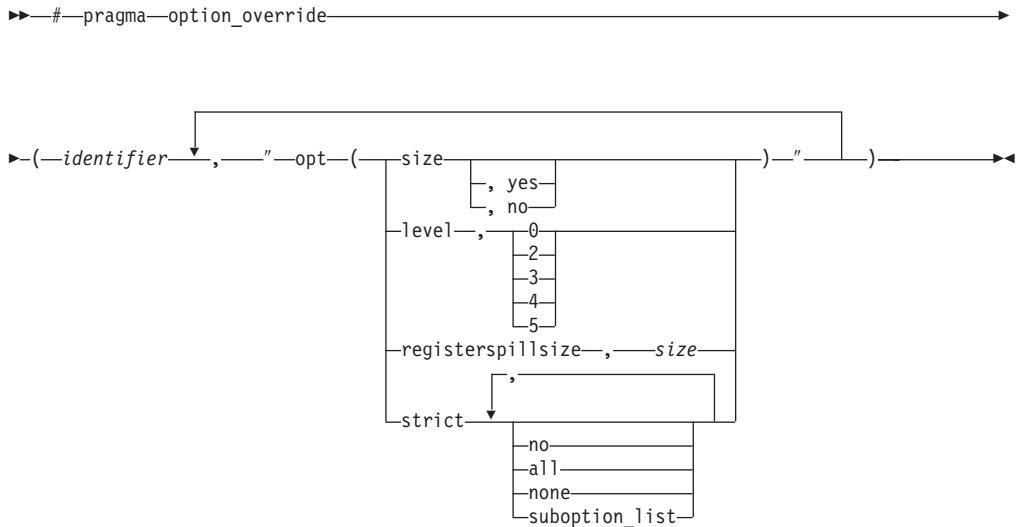 # pragma option_override
( identifier , " opt ( size ) " )
, yes
, no
level , 0
2
3
4
5
registerspillsize , size
,
strict
no
all
none
suboption_list